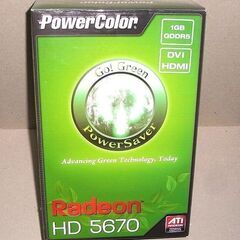 PowerColor
1GB
GDDR5
DVI
HDMI
Go! Green
PowerSaver
Advancing Green Technology, Today
Radeon
HD 5670
ATI